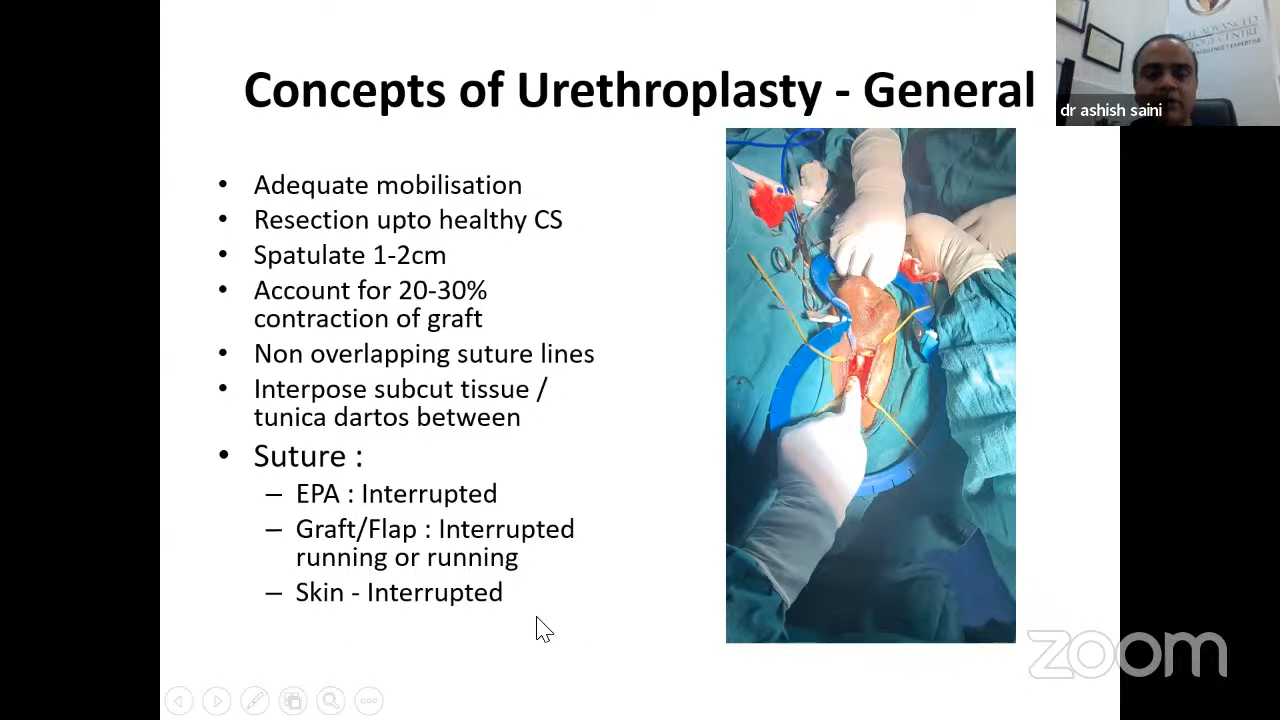 Concepts of Urethroplasty - General
• Adequate mobilisation
• Resection upto healthy CS
• Spatulate 1-2cm
• Account for 20-30%
contraction of graft
• Non overlapping suture lines
• Interpose subcut tissue /
tunica dartos between
• Suture :
– EPA : Interrupted
– Graft/Flap : Interrupted
running or running
– Skin - Interrupted
dr ashish saini
zoom